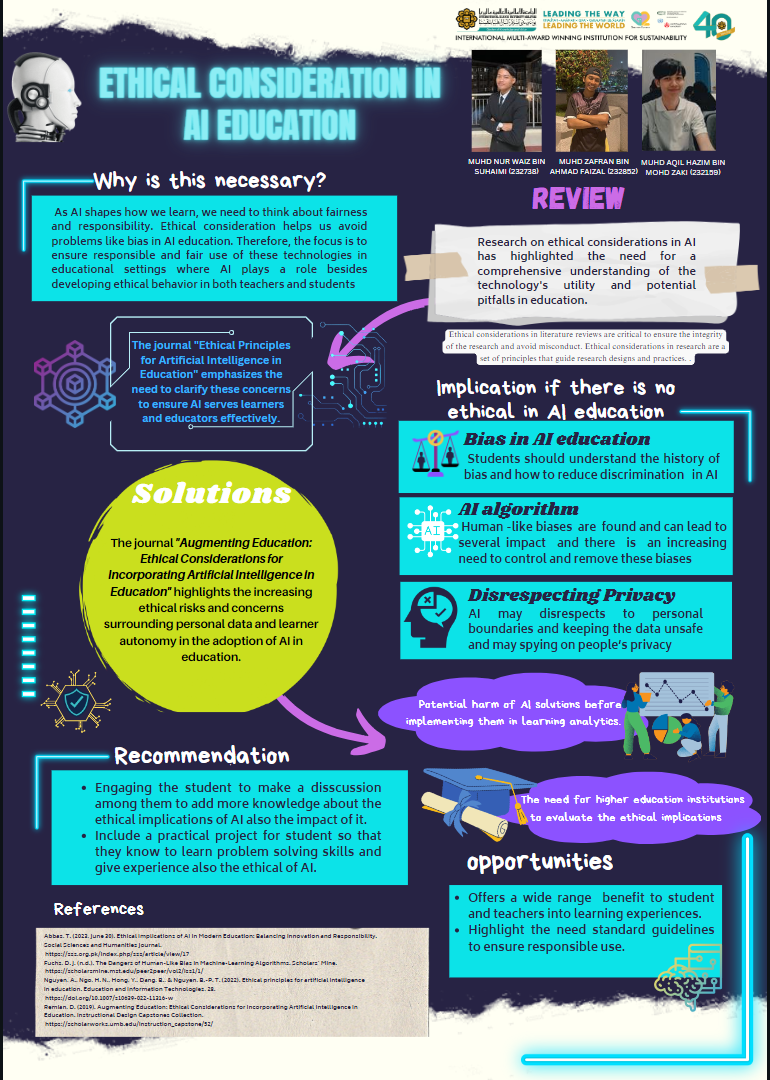 LEADING THE WAY
LEADING THE WORLD
INTERNATIONAL MULTI-AWARD WINNING INSTITUTION FOR SUSTAINABILITY
40
ETHICAL CONSIDERATION IN
AI EDUCATION
MUHD NUR WAIZ BIN
SUHAIMI (232738)
MUHD ZAFRAN BIN
AHMAD FAIZAL (232852)
MUHD AQIL HAZIM BIN
MOHD ZAKI (232159)
Why is this necessary?
As AI shapes how we learn, we need to think about fairness
and responsibility. Ethical consideration helps us avoid
problems like bias in AI education. Therefore, the focus is to
ensure responsible and fair use of these technologies in
educational settings where AI plays a role besides
developing ethical behavior in both teachers and students
REVIEW
Research on ethical considerations in AI
has highlighted the need for a
comprehensive understanding of the
technology's utility and potential
pitfalls in education.
Ethical considerations in literature reviews are critical to ensure the integrity
of the research and avoid misconduct. Ethical considerations in research are a
set of principles that guide research designs and practices. .
The journal "Ethical Principles
for Artificial Intelligence in
Education" emphasizes the
need to clarify these concerns
to ensure AI serves learners
and educators effectively.
Implication if there is no
ethical in AI education
Bias in AI education
Students should understand the history of
bias and how to reduce discrimination in AI
AI
AI algorithm
Human -like biases are found and can lead to
several impact and there is an increasing
need to control and remove these biases
Disrespecting Privacy
AI may disrespects to personal
boundaries and keeping the data unsafe
and may spying on people's privacy
Solutions
The journal "Augmenting Education:
Ethical Considerations for
Incorporating Artificial Intelligence in
Education" highlights the increasing
ethical risks and concerns
surrounding personal data and learner
autonomy in the adoption of AI in
education.
Potential harm of AI solutions before
implementing them in learning analytics.
The need for higher education institutions
to evaluate the ethical implications
Recommendation
• Engaging the student to make a disscussion
among them to add more knowledge about the
ethical implications of AI also the impact of it.
• Include a practical project for student so that
they know to learn problem solving skills and
give experience also the ethical of AI.
opportunities
• Offers a wide range benefit to student
and teachers into learning experiences.
• Highlight the need standard guidelines
to ensure responsible use.
References
Abbas. T. (2023. June 30). Ethical Implications of AI in Modern Education: Balancing Innovation and Responsibility.
Social Sciences and Humanities Journal.
https://sss.org.pk/index.php/sss/article/view/17
Fuchs. D. J. (n.d.). The Dangers of Human-Like Bias in Machine-Learning Algorithms. Scholars' Mine.
https://scholarsmine.mst.edu/peer2peer/vol2/iss1/1/
Nguyen. A.. Ngo. H. N.. Hong. Y.. Dang. B.. & Nguyen. B.-P. T. (2022). Ethical principles for artificial intelligence
in education. Education and Information Technologies. 28.
https://doi.org/10.1007/s10639-022-11316-w
Remian. D. (2019). Augmenting Education: Ethical Considerations for Incorporating Artificial Intelligence in
Education. Instructional Design Capstones Collection.
https://scholarworks.umb.edu/instruction_capstone/52/